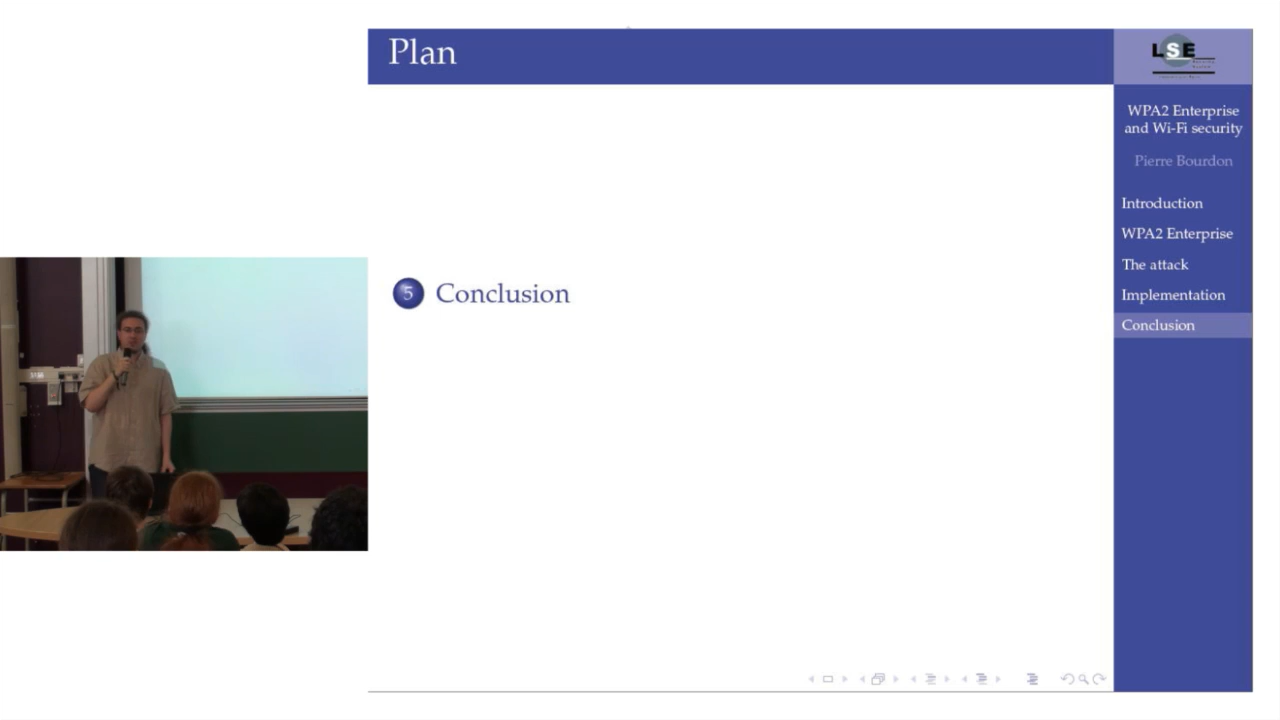 Plan
LSE
WPA2 Enterprise
and Wi-Fi security
Pierre Bourdon
Introduction
WPA2 Enterprise
The attack
Implementation
Conclusion
5 Conclusion